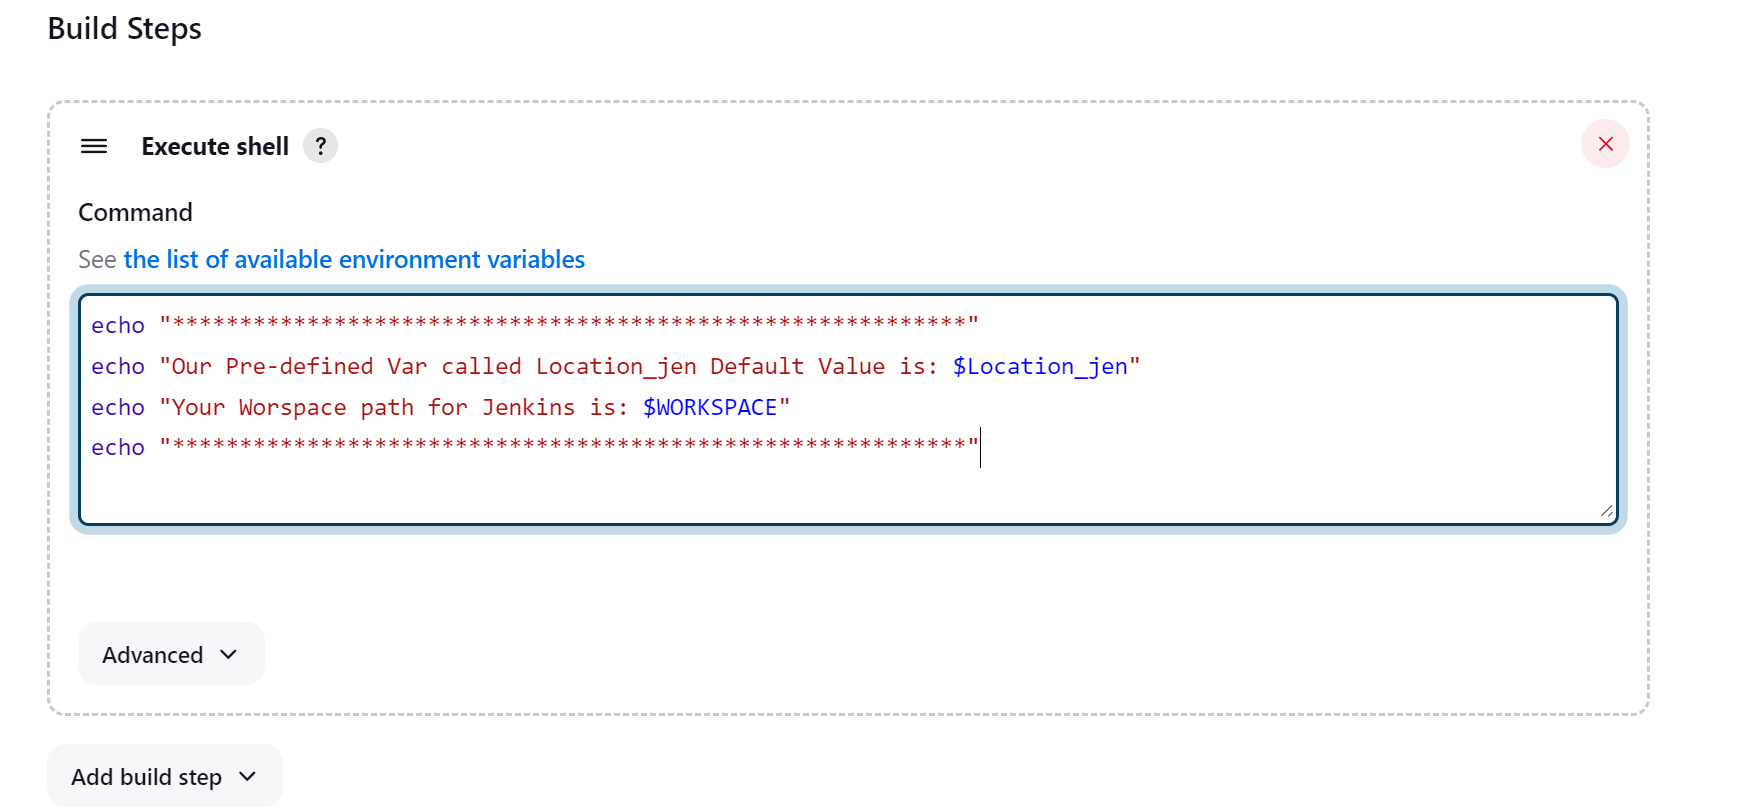 Build Steps
Execute shell ?
Command
See the list of available environment variables
echo "***********************************************************"
echo "Our Pre-defined Var called Location_jen Default Value is: $Location_jen"
echo "Your Worspace path for Jenkins is: $WORKSPACE"
echo "***********************************************************"
Advanced
Add build step